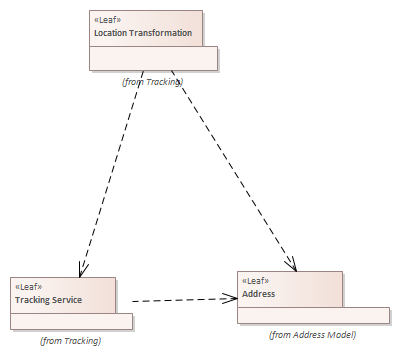 «Leaf»
Location Transformation
(from Tracking)
«Leaf»
Tracking Service
(from Tracking)
«Leaf»
Address
(from Address Model)